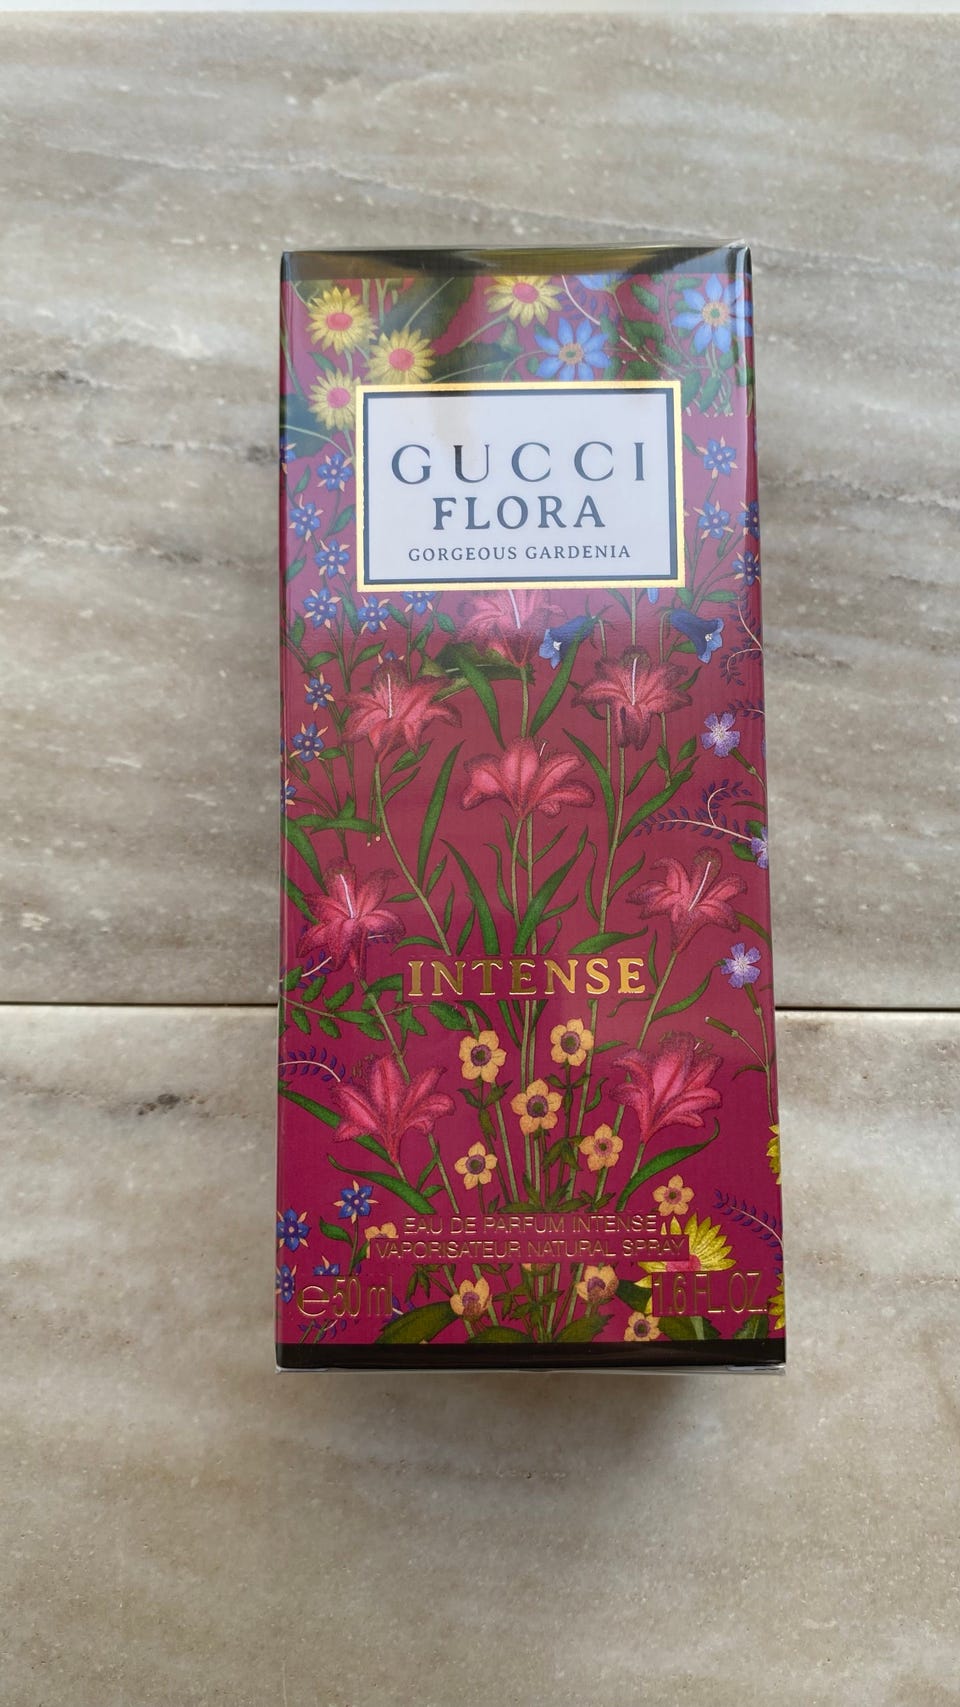 GUCCI
FLORA
GORGEOUS GARDENIA
INTENSE
EAU DE PARFUM INTENSE
VAPORISATEUR NATURAL SPRAY
℮50 ml 1.6 FL. OZ.